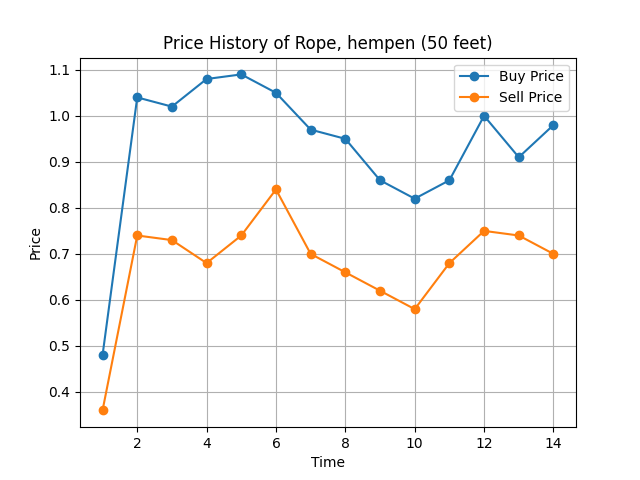 Price History of Rope, hempen (50 feet)
Buy Price
Sell Price
1.1
1.0
0.9
0.8
0.7
0.6
0.5
0.4
Price
2 4 6 8 10 12 14
Time